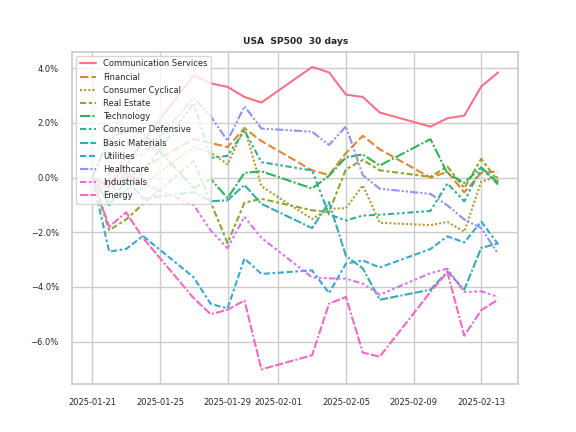 USA SP500 30 days
4.0%
2.0%
0.0%
−2.0%
−4.0%
−6.0%
Communication Services
Financial
Consumer Cyclical
Real Estate
Technology
Consumer Defensive
Basic Materials
Utilities
Healthcare
Industrials
Energy
2025-01-21 2025-01-25 2025-01-29 2025-02-01 2025-02-05 2025-02-09 2025-02-13